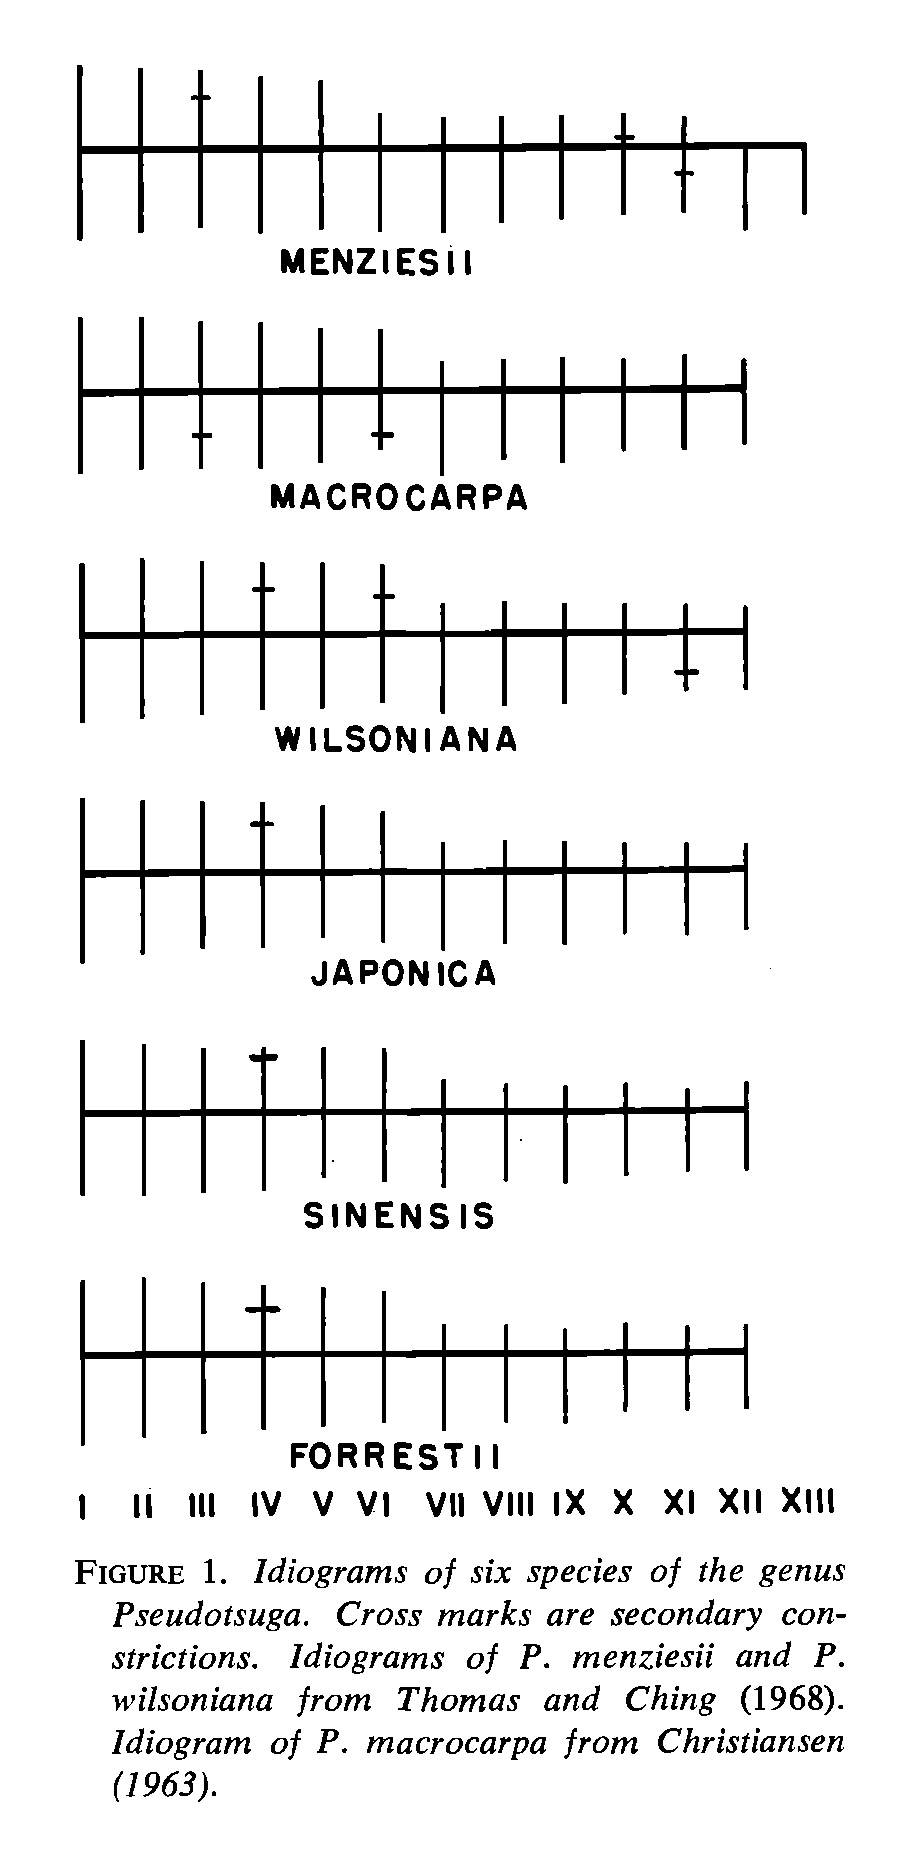 MENZIESII
MACROCARPA
WILSONIANA
JAPONICA
SINENSIS
FORRESTII
I II III IV V VI VII VIII IX X XI XII XIII
FIGURE 1. Idiograms of six species of the genus
Pseudotsuga. Cross marks are secondary con-
strictions. Idiograms of P. menziesii and P.
wilsoniana from Thomas and Ching (1968).
Idiogram of P. macrocarpa from Christiansen
(1963).